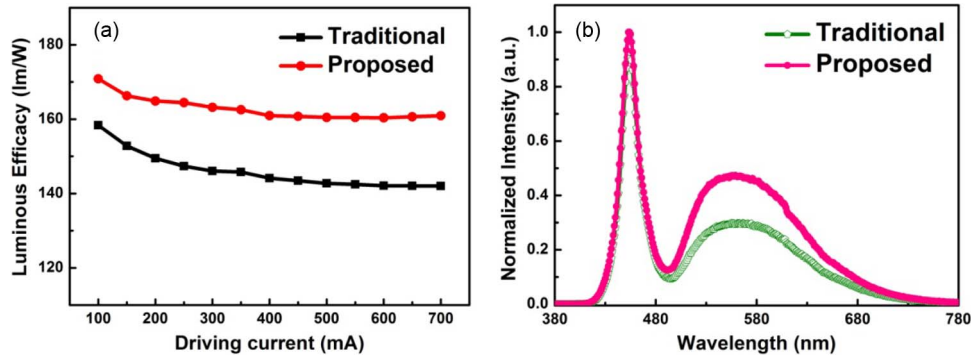 (a)
Traditional
Proposed
Luminous Efficacy (lm/W)
180
160
140
120
100 200 300 400 500 600 700
Driving current (mA)
(b)
Traditional
Proposed
Normalized Intensity (a.u.)
1.0
0.8
0.6
0.4
0.2
0.0
380 480 580 680 780
Wavelength (nm)